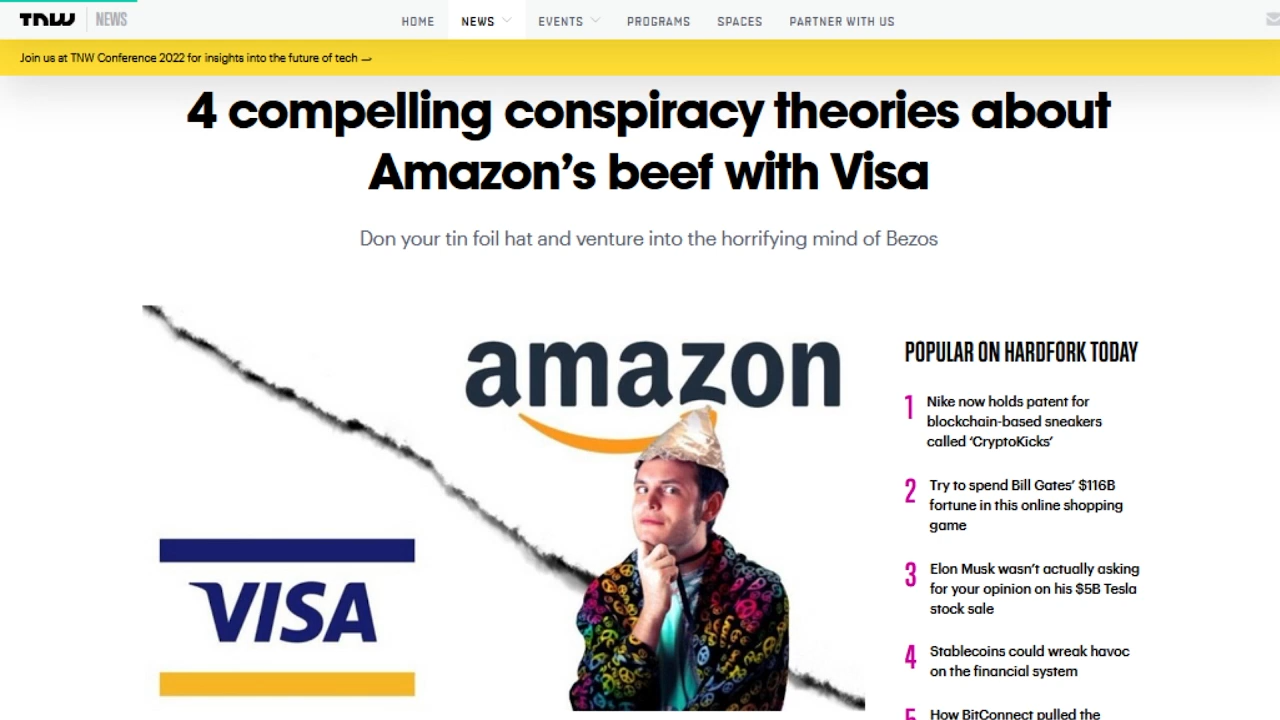 TNW NEWS HOME NEWS EVENTS PROGRAMS SPACES PARTNER WITH US
Join us at TNW Conference 2022 for insights into the future of tech
4 compelling conspiracy theories about
Amazon’s beef with Visa
Don your tin foil hat and venture into the horrifying mind of Bezos
amazon
VISA
POPULAR ON HARDFORK TODAY
1 Nike now holds patent for
blockchain-based sneakers
called ‘CryptoKicks’
2 Try to spend Bill Gates’ $116B
fortune in this online shopping
game
3 Elon Musk wasn’t actually asking
for your opinion on his $5B Tesla
stock sale
4 Stablecoins could wreak havoc
on the financial system
5 How BitConnect pulled the